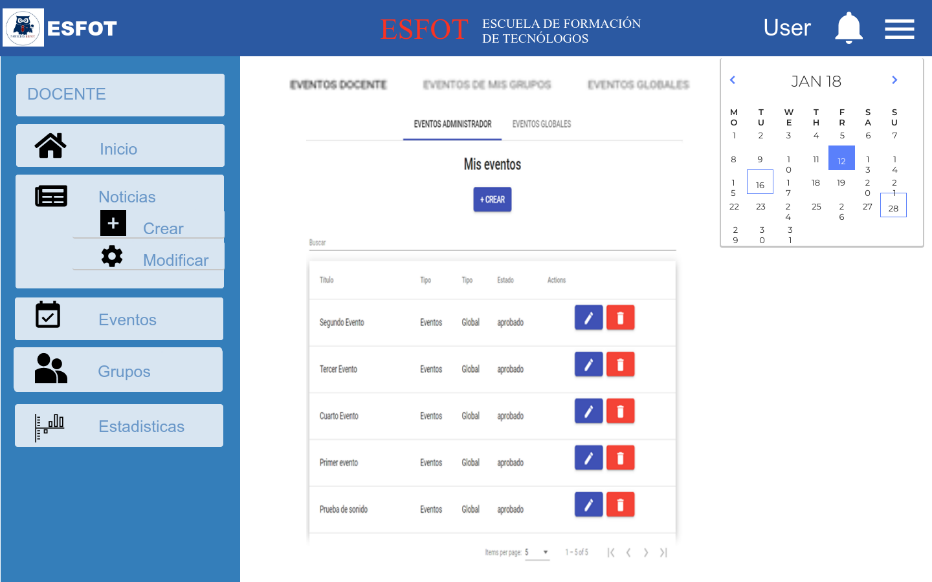 ESFOT
ESFOT
ESCUELA DE FORMACIÓN
DE TECNÓLOGOS
User
DOCENTE
Inicio
Noticias
Crear
Modificar
Eventos
Grupos
Estadisticas
EVENTOS DOCENTE EVENTOS DE MIS GRUPOS EVENTOS GLOBALES
EVENTOS ADMINISTRADOR EVENTOS GLOBALES
Mis eventos
+ CREAR
Buscar
Título Tipo Tipo Estado Actions
Segundo Evento Eventos Global aprobado
Tercer Evento Eventos Global aprobado
Cuarto Evento Eventos Global aprobado
Primer evento Eventos Global aprobado
Prueba de sonido Eventos Global aprobado
Items per page: 5 1 – 5 of 5
JAN 18
MO TU WE TH FR SA SU
1 2 3 4 5 6 7
8 9 10 11 12 13 14
15 16 17 18 19 20 21
22 23 24 25 26 27 28
29 30 31